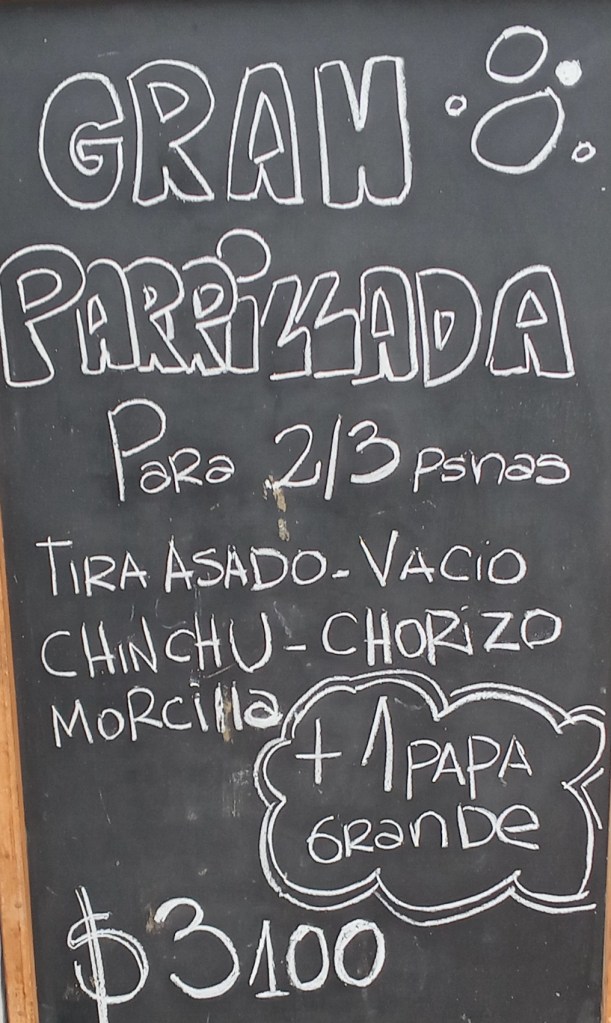 GRAN
PARRiLLADA
Para 2/3 psnas
TIRA ASADO - VACIO
CHINCHU - CHORiZO
MORCilla
+ 1 PAPA
GRanDe
$3100